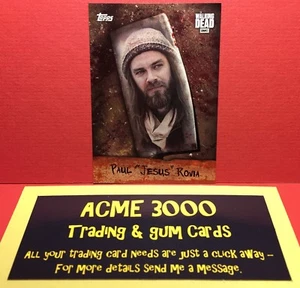 Topps
THE
WALKING
DEAD
AMC
PAUL "JESUS" ROVIA
ACME 3000
Trading & Gum Cards
All your trading card needs are just a click away --
For more details send me a message.